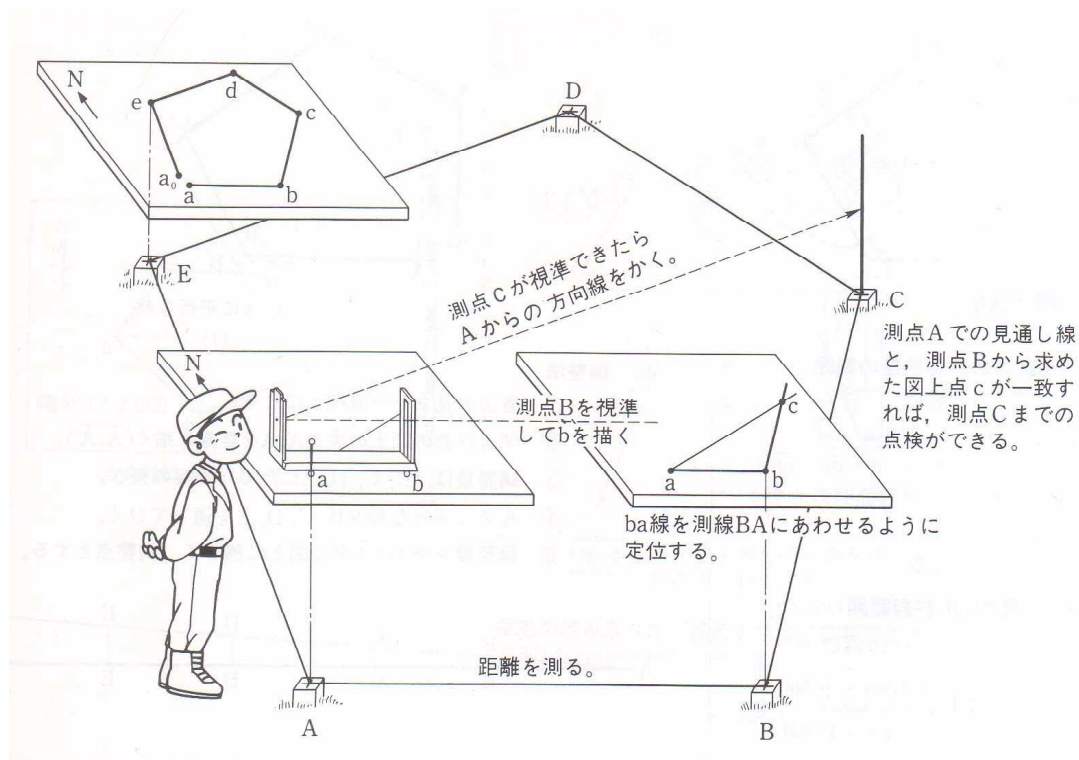 N
e
d
c
a₀
a
b
D
E
C
測点Cが視準できたら
Aからの方向線をかく。
測点Aでの見通し線
と，測点Bから求め
た図上点cが一致す
れば，測点Cまでの
点検ができる。
N
a
b
測点Bを視準
してbを描く
c
a
b
ba線を測線BAにあわせるように
定位する。
距離を測る。
A
B